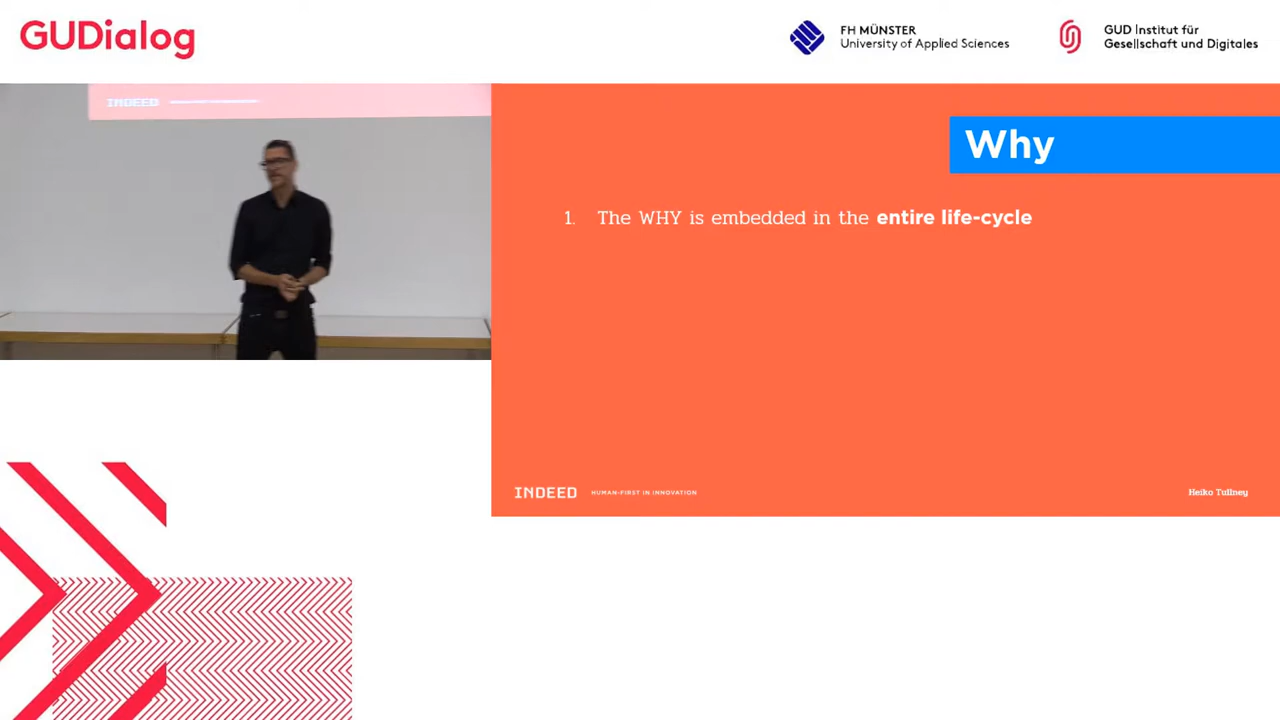 GUDialog
FH MÜNSTER
University of Applied Sciences
GUD Institut für
Gesellschaft und Digitales
INDEED
Why
1. The WHY is embedded in the entire life-cycle
INDEED HUMAN-FIRST IN INNOVATION
Heiko Tullney